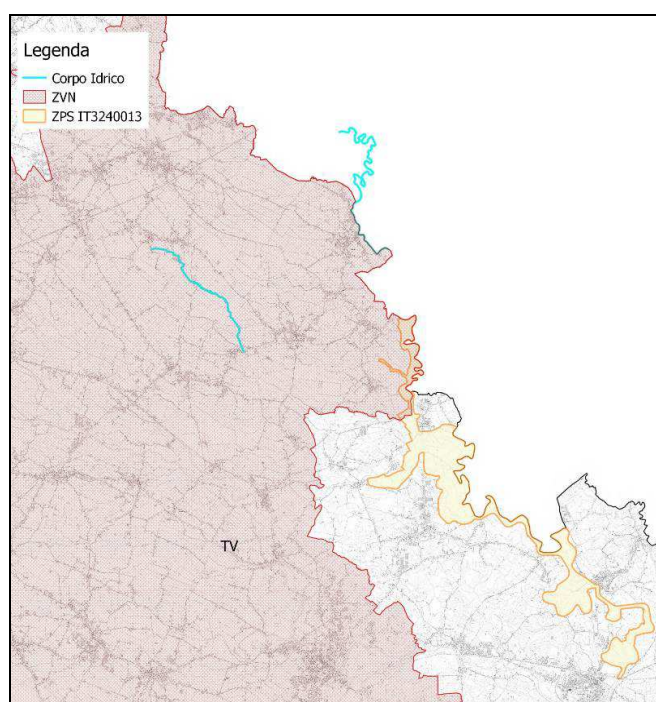 Legenda
Corpo Idrico
ZVN
ZPS IT3240013
TV